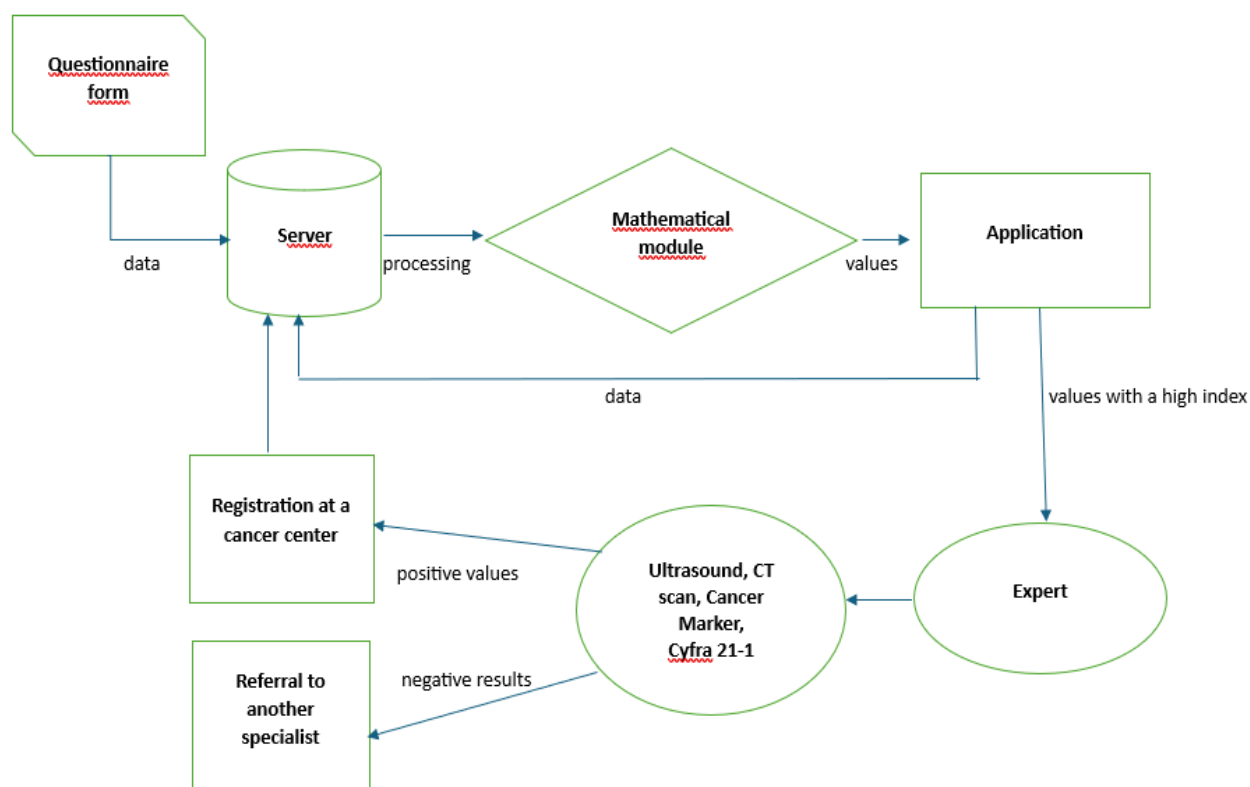 Questionnaire
form
Server
data
processing
Mathematical
module
values
Application
data
values with a high index
Registration at a
cancer center
positive values
Ultrasound, CT
scan, Cancer
Marker,
Cyfra 21-1
Expert
Referral to
another
specialist
negative results